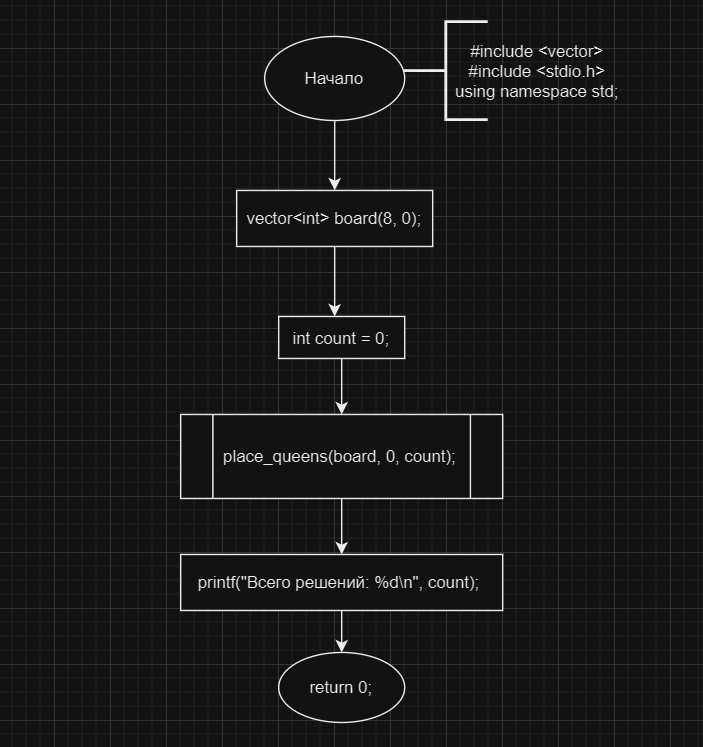 Начало
#include <vector>
#include <stdio.h>
using namespace std;
vector<int> board(8, 0);
int count = 0;
place_queens(board, 0, count);
printf("Всего решений: %d\n", count);
return 0;